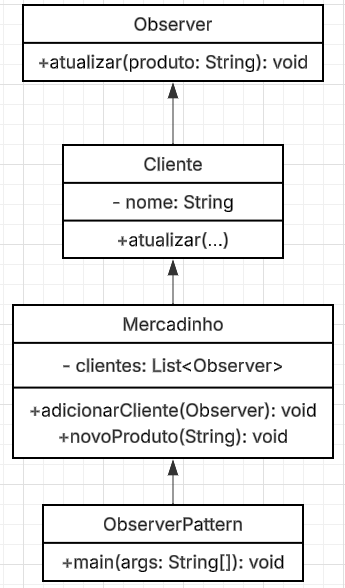 Observer
+atualizar(produto: String): void
Cliente
- nome: String
+atualizar(...)
Mercadinho
- clientes: List<Observer>
+adicionarCliente(Observer): void
+novoProduto(String): void
ObserverPattern
+main(args: String[]): void